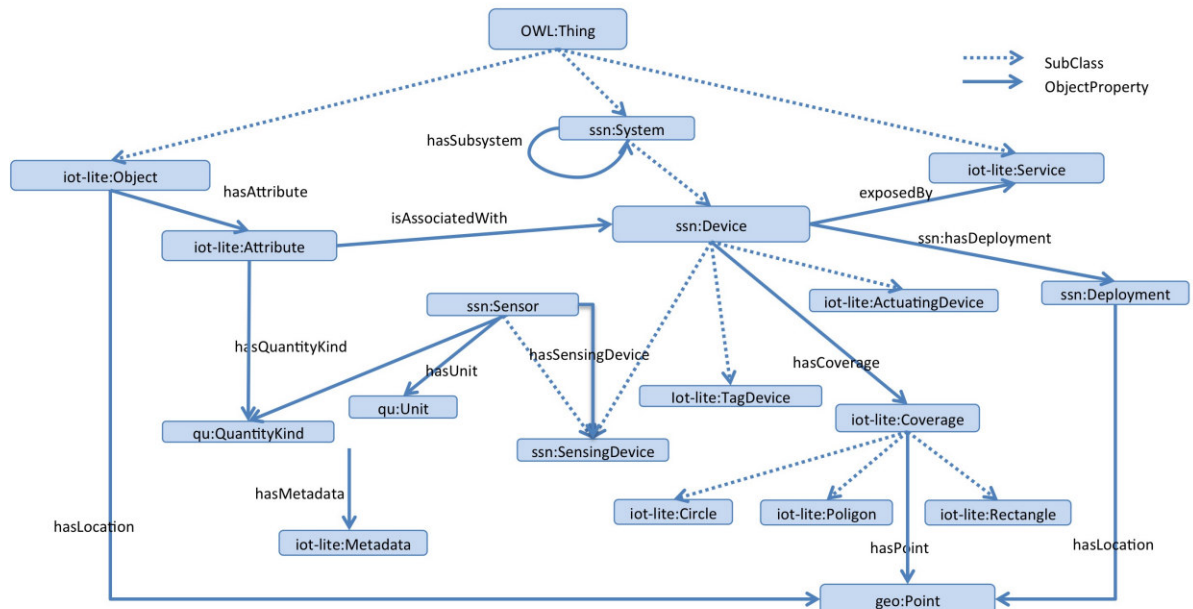 OWL:Thing
SubClass
ObjectProperty
ssn:System
hasSubsystem
iot-lite:Object
iot-lite:Service
hasAttribute
exposedBy
isAssociatedWith
ssn:Device
iot-lite:Attribute
ssn:hasDeployment
ssn:Sensor
iot-lite:ActuatingDevice
ssn:Deployment
hasQuantityKind
hasSensingDevice
hasUnit
hasCoverage
qu:Unit
Iot-lite:TagDevice
iot-lite:Coverage
qu:QuantityKind
ssn:SensingDevice
hasMetadata
iot-lite:Circle
iot-lite:Poligon
iot-lite:Rectangle
hasLocation
iot-lite:Metadata
hasPoint
hasLocation
geo:Point